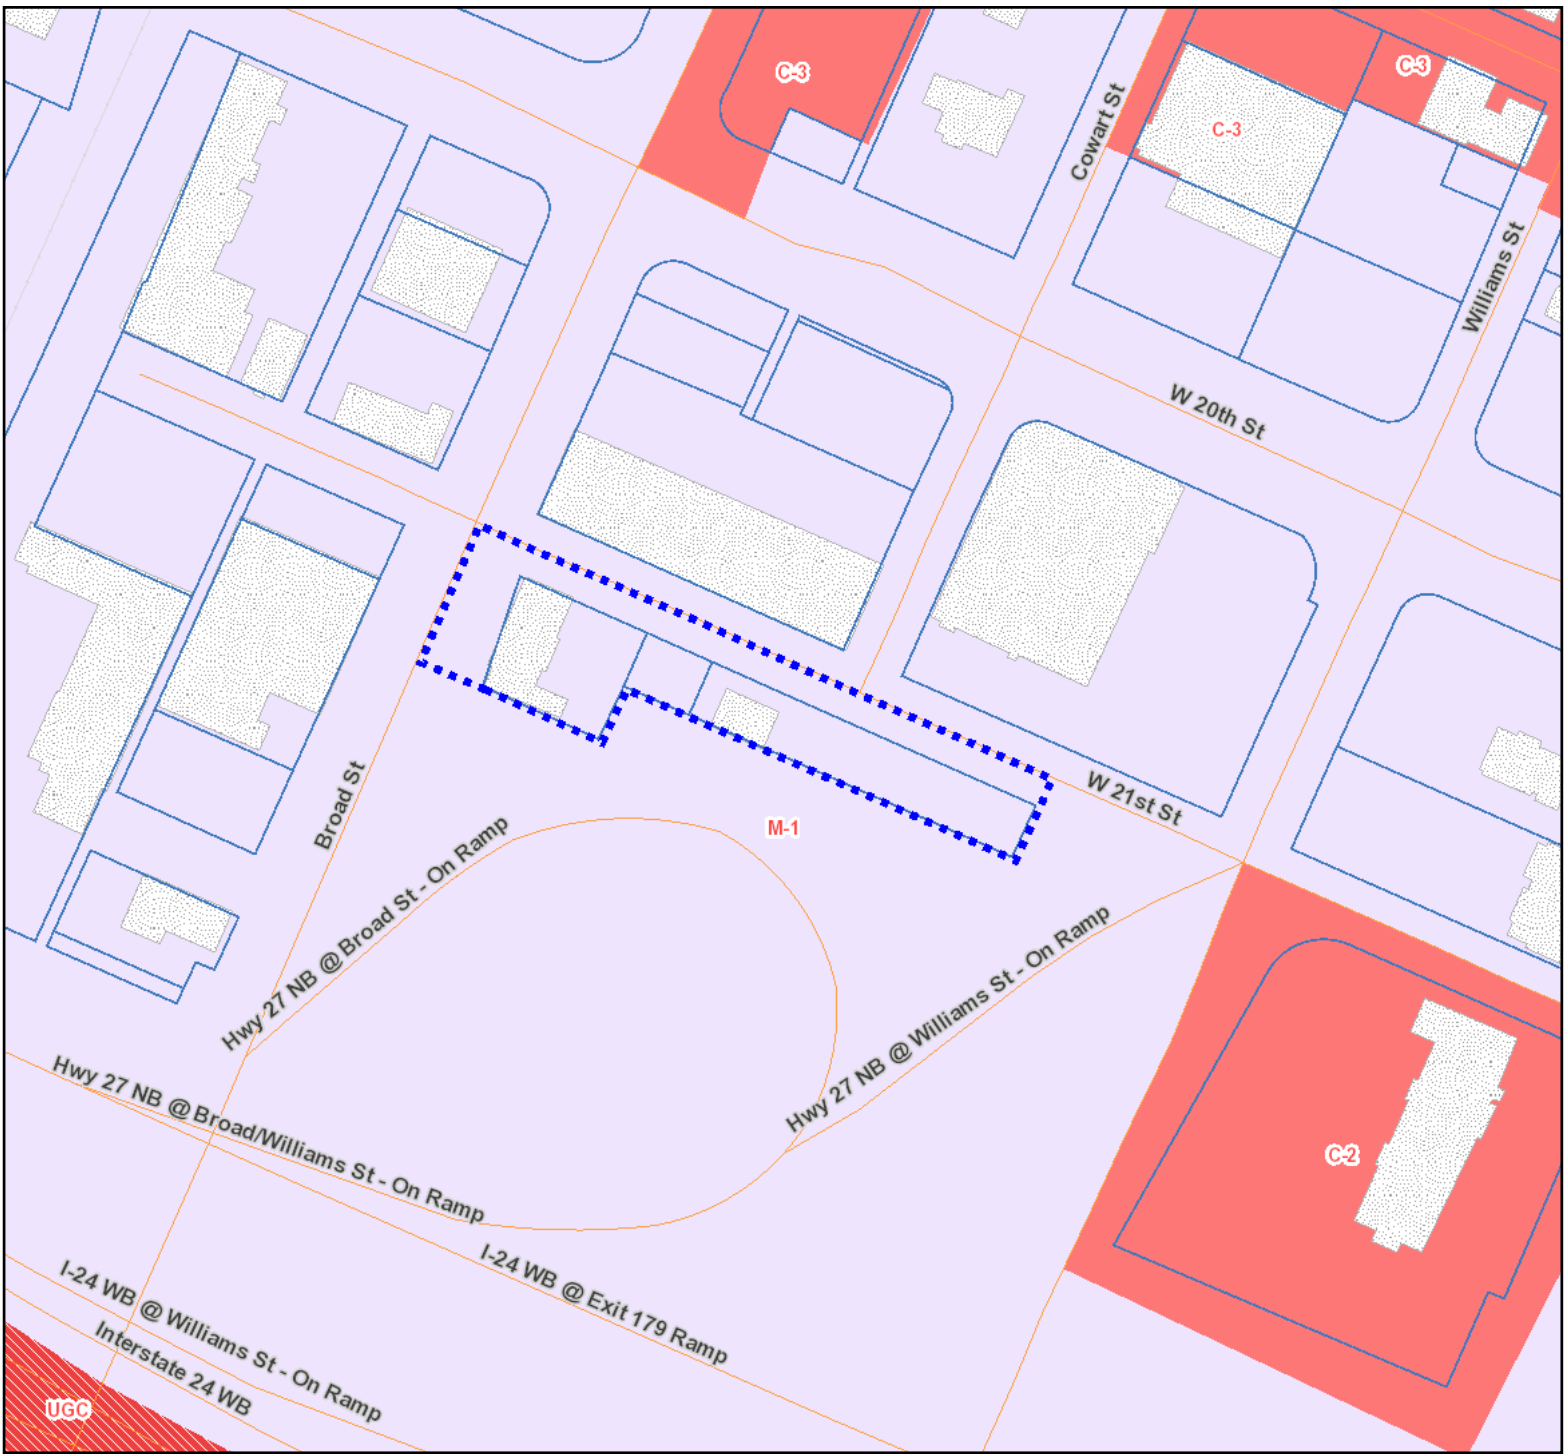 C-3
C-3
C-3
Cowart St
Williams St
W 20th St
W 21st St
Broad St
M-1
Hwy 27 NB @ Broad St - On Ramp
Hwy 27 NB @ Williams St - On Ramp
Hwy 27 NB @ Broad/Williams St - On Ramp
C-2
I-24 WB @ Exit 179 Ramp
I-24 WB @ Williams St - On Ramp
Interstate 24 WB
UGC